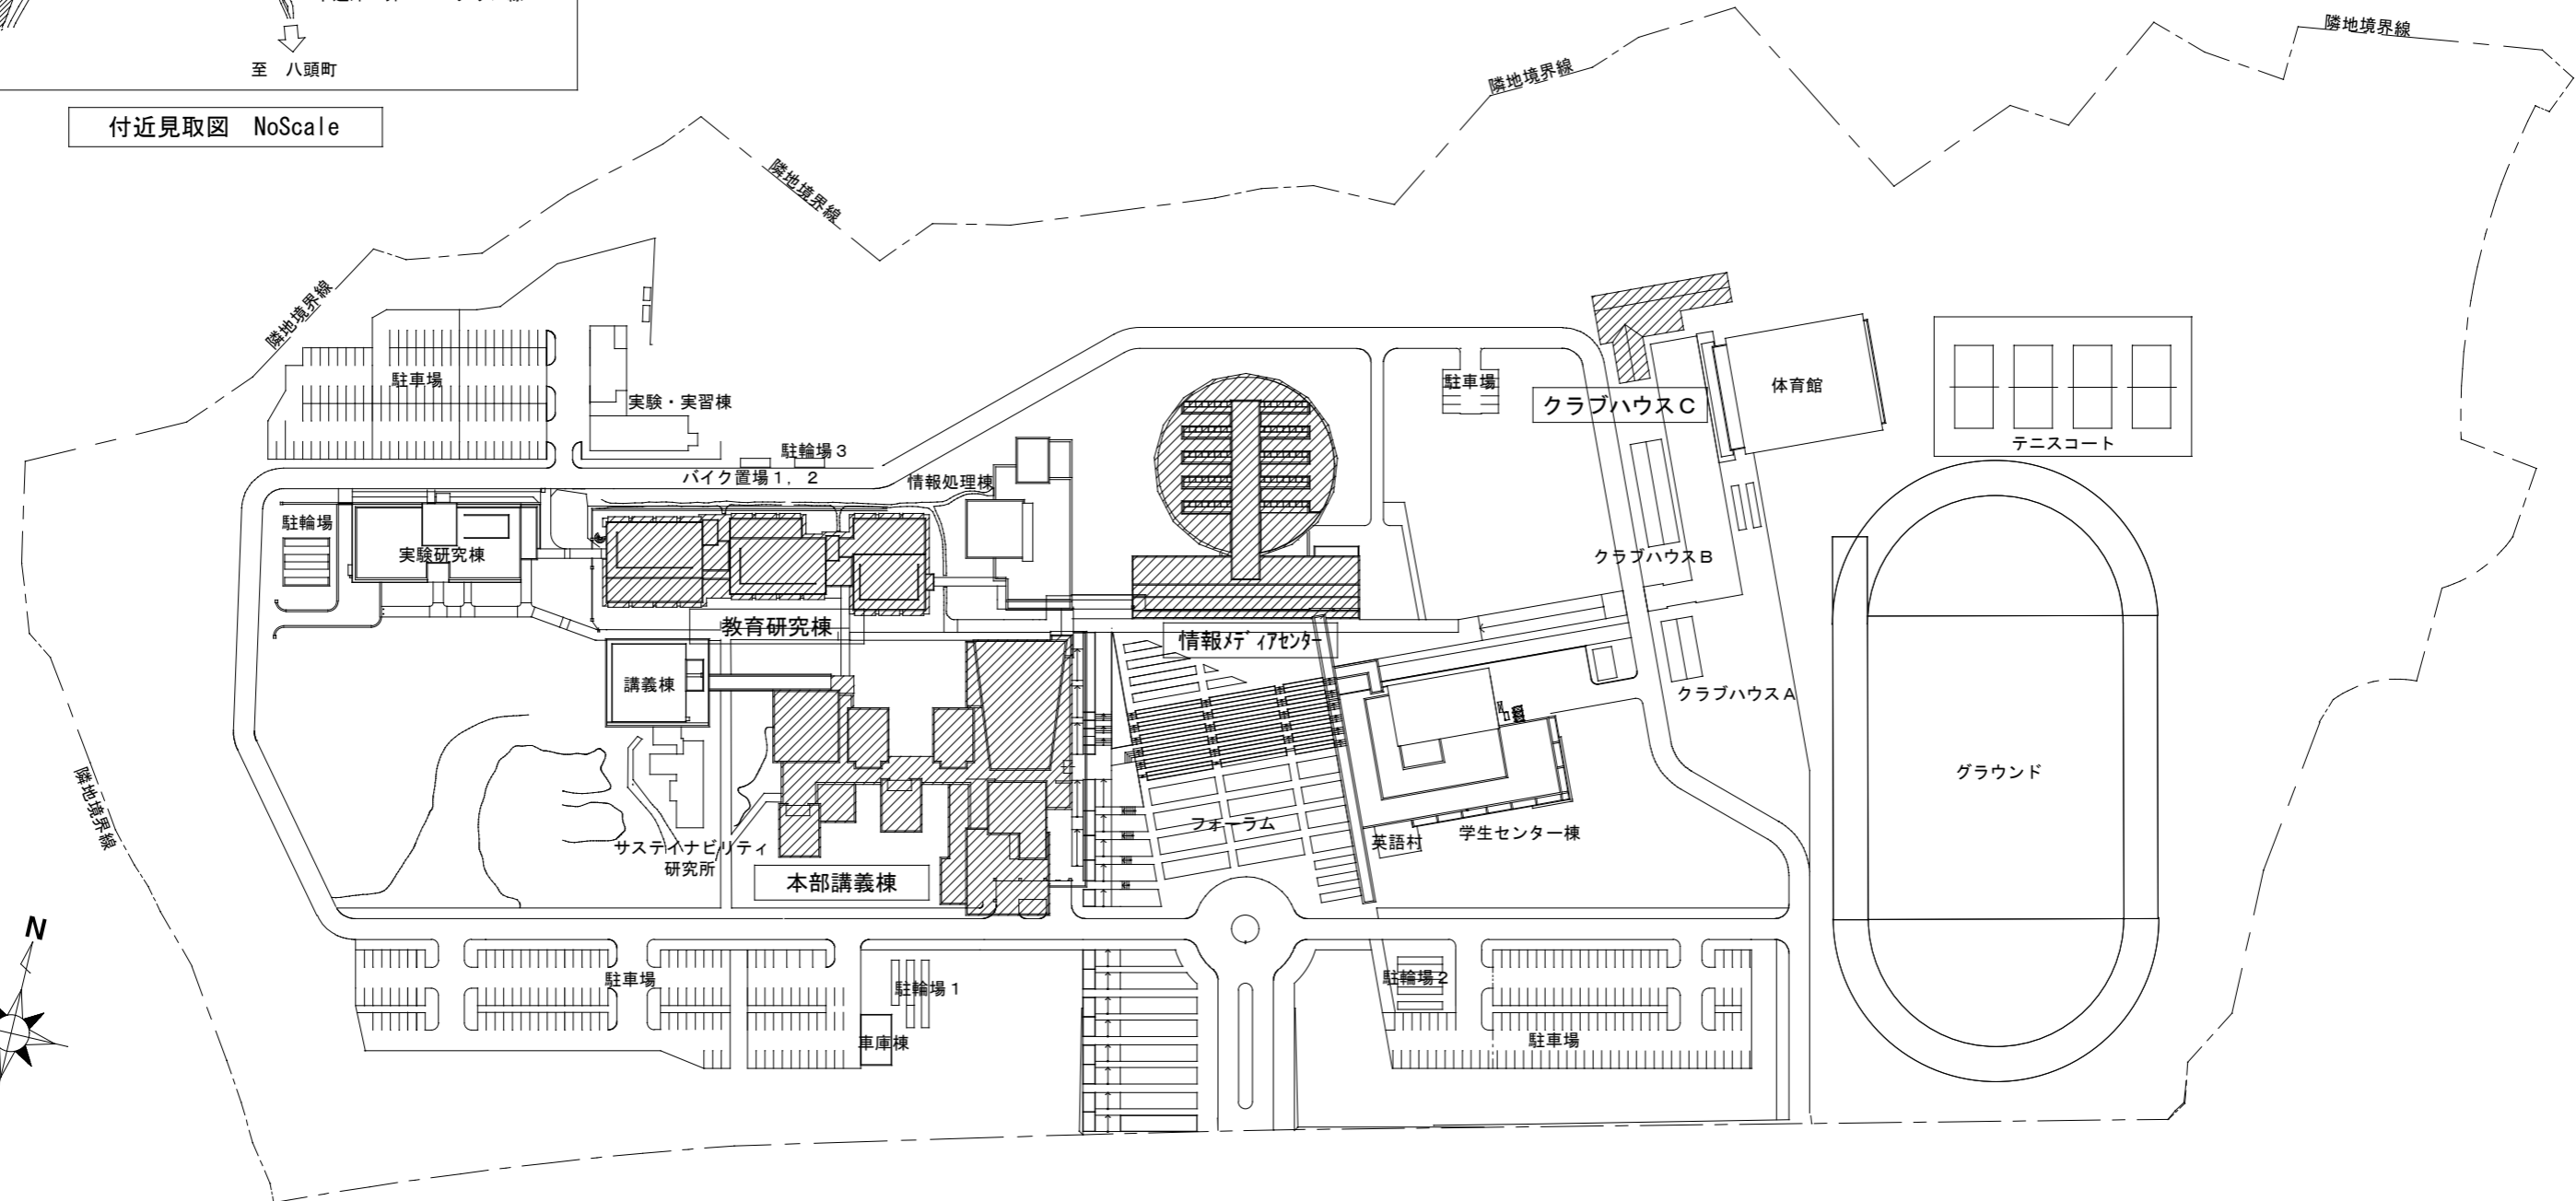 至　八頭町
付近見取図　NoScale
隣地境界線
隣地境界線
隣地境界線
隣地境界線
隣地境界線
駐車場
実験・実習棟
駐輪場３
バイク置場１，２
情報処理棟
駐車場
クラブハウスＣ
体育館
テニスコート
駐輪場
実験研究棟
クラブハウスＢ
教育研究棟
情報ﾒﾃﾞｨｱｾﾝﾀｰ
講義棟
クラブハウスＡ
グラウンド
フォーラム
英語村
学生センター棟
サステイナビリティ
研究所
本部講義棟
N
駐車場
駐輪場１
車庫棟
駐輪場２
駐車場